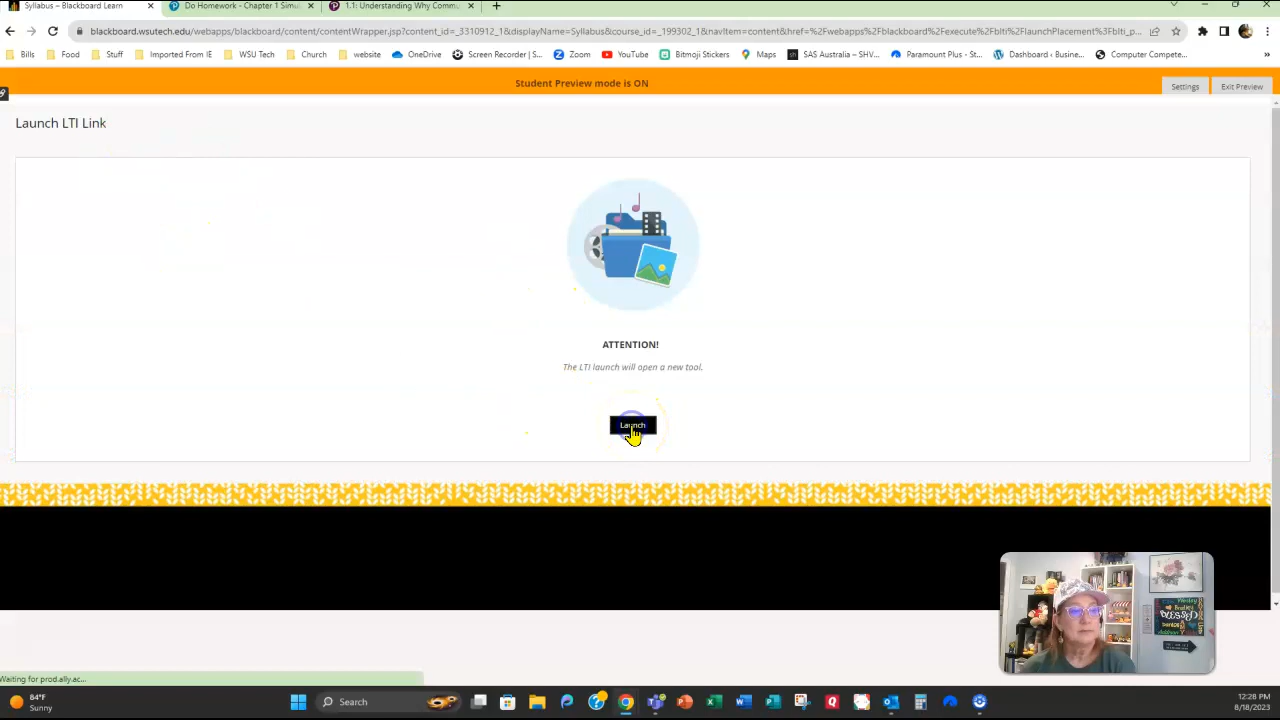 Syllabus – Blackboard Learn
Do Homework - Chapter 1 Simu
1.1: Understanding Why Commu
blackboard.wsutech.edu/webapps/blackboard/content/contentWrapper.jsp?content_id=_3310912_1&displayName=Syllabus&course_id=_199302_1&navItem=content&href=%2Fwebapps%2Fblackboard%2Fexecute%2Fblti%2FlaunchPlacement%3Fblti_p...
Bills Food Stuff Imported From IE WSU Tech Church website OneDrive Screen Recorder |S... Zoom YouTube Bitmoji Stickers Maps SAS Australia – SHV... Paramount Plus - St... Dashboard ‹ Busine... Computer Compete... »
Student Preview mode is ON
Settings Exit Preview
Launch LTI Link
ATTENTION!
The LTI launch will open a new tool.
Launch
BLESSED
Waiting for prod.ally.ac...
84°F
Sunny
Search
12:28 PM
8/18/2023